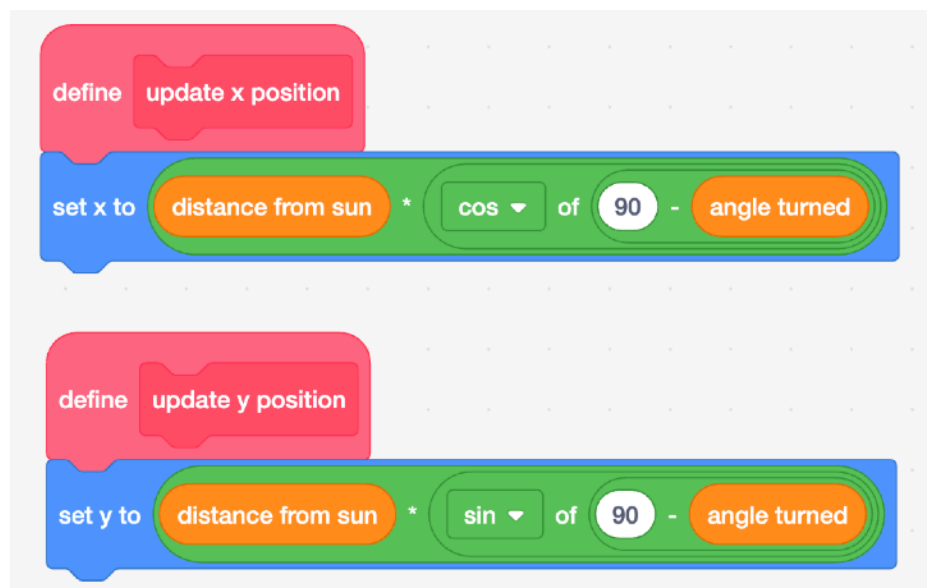 define update x position
set x to distance from sun * cos of 90 - angle turned
define update y position
set y to distance from sun * sin of 90 - angle turned